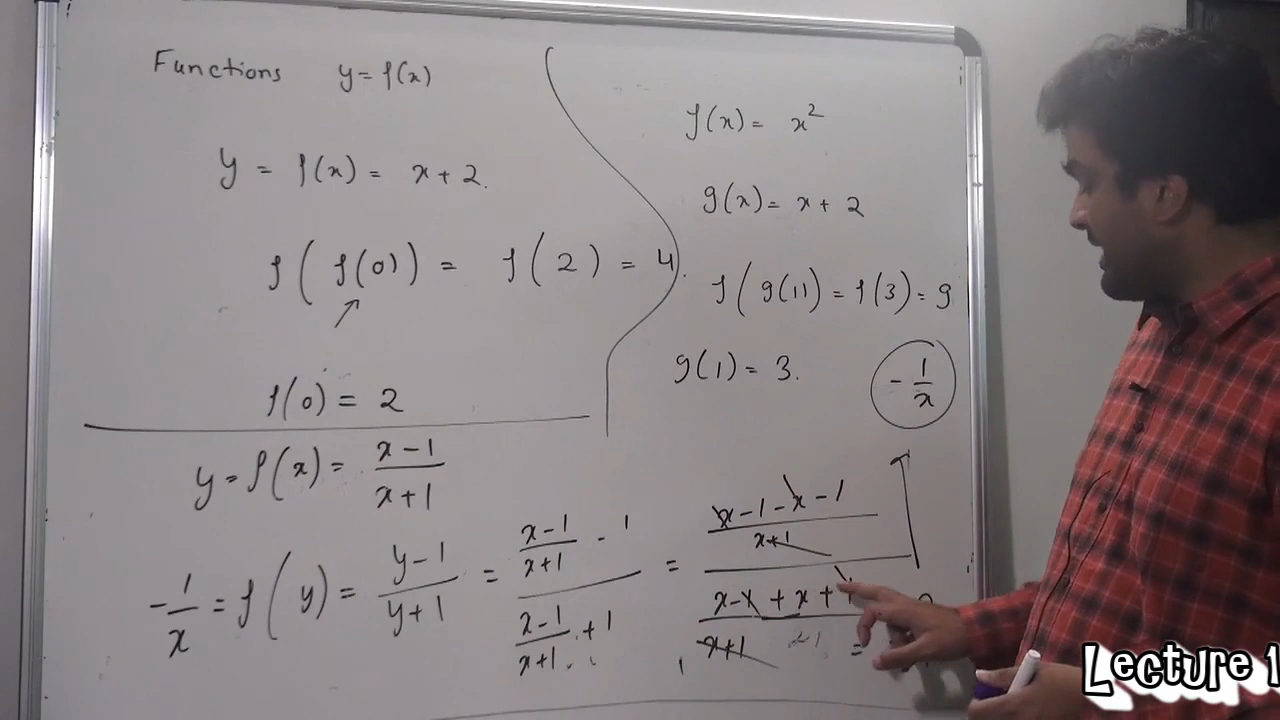 Functions y = f(x)
y = f(x) = x + 2.
f( f(0) ) = f( 2 ) = 4.
f(0) = 2
f(x) = x²
g(x) = x + 2
f( g(1) ) = f(3) = 9
g(1) = 3.
- 1/x
y = f(x) = (x - 1)/(x + 1)
- 1/x = f( y ) = (y - 1)/(y + 1) = ((x - 1)/(x + 1) - 1)/((x - 1)/(x + 1) + 1) = ((x - 1 - x - 1)/(x + 1))/((x - 1 + x + 1)/(x + 1))
Lecture 1